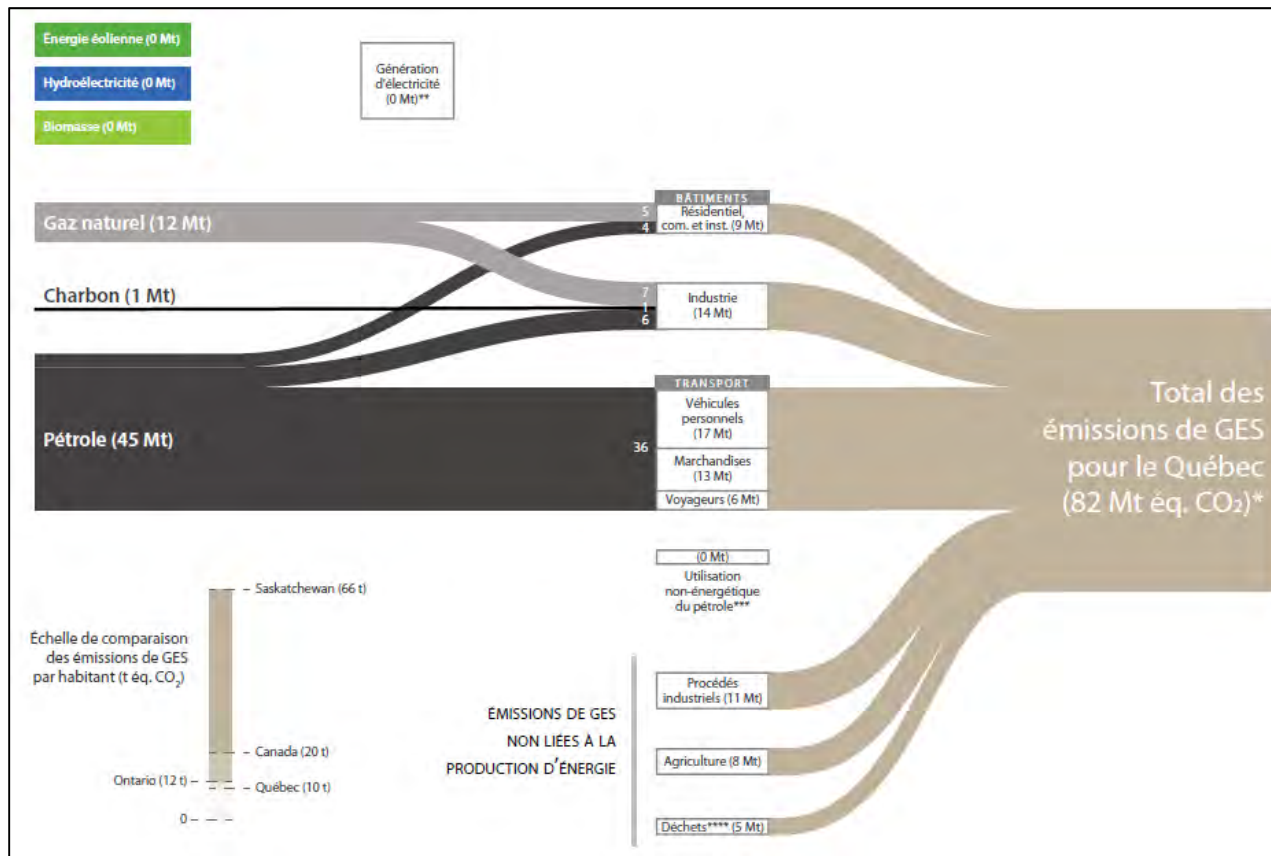 Énergie éolienne (0 Mt)
Hydroélectricité (0 Mt)
Biomasse (0 Mt)
Génération
d'électricité
(0 Mt)**
Gaz naturel (12 Mt)
Charbon (1 Mt)
Pétrole (45 Mt)
5
4
7
1
6
36
BÂTIMENTS
Résidentiel,
com. et inst. (9 Mt)
Industrie
(14 Mt)
TRANSPORT
Véhicules
personnels
(17 Mt)
Marchandises
(13 Mt)
Voyageurs (6 Mt)
(0 Mt)
Utilisation
non-énergétique
du pétrole***
Total des
émissions de GES
pour le Québec
(82 Mt éq. CO₂)*
Échelle de comparaison
des émissions de GES
par habitant (t éq. CO₂)
Saskatchewan (66 t)
Canada (20 t)
Ontario (12 t)
Québec (10 t)
0
ÉMISSIONS DE GES
NON LIÉES À LA
PRODUCTION D'ÉNERGIE
Procédés
industriels (11 Mt)
Agriculture (8 Mt)
Déchets**** (5 Mt)